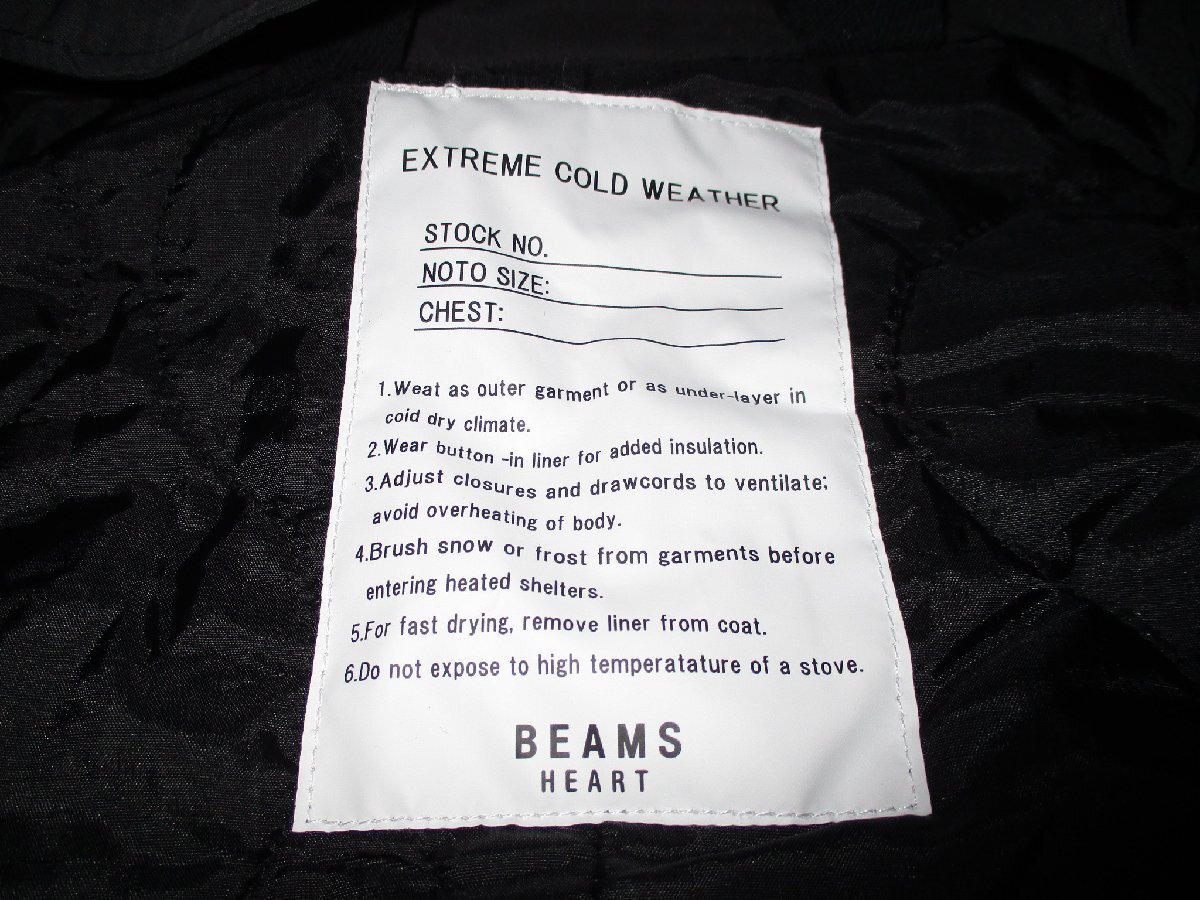 EXTREME COLD WEATHER
STOCK NO.
NOTO SIZE:
CHEST:
1.Weat as outer garment or as under-layer in
cold dry climate.
2.Wear button -in liner for added insulation.
3.Adjust closures and drawcords to ventilate;
avoid overheating of body.
4.Brush snow or frost from garments before
entering heated shelters.
5.For fast drying, remove liner from coat.
6.Do not expose to high temperatature of a stove.
BEAMS
HEART